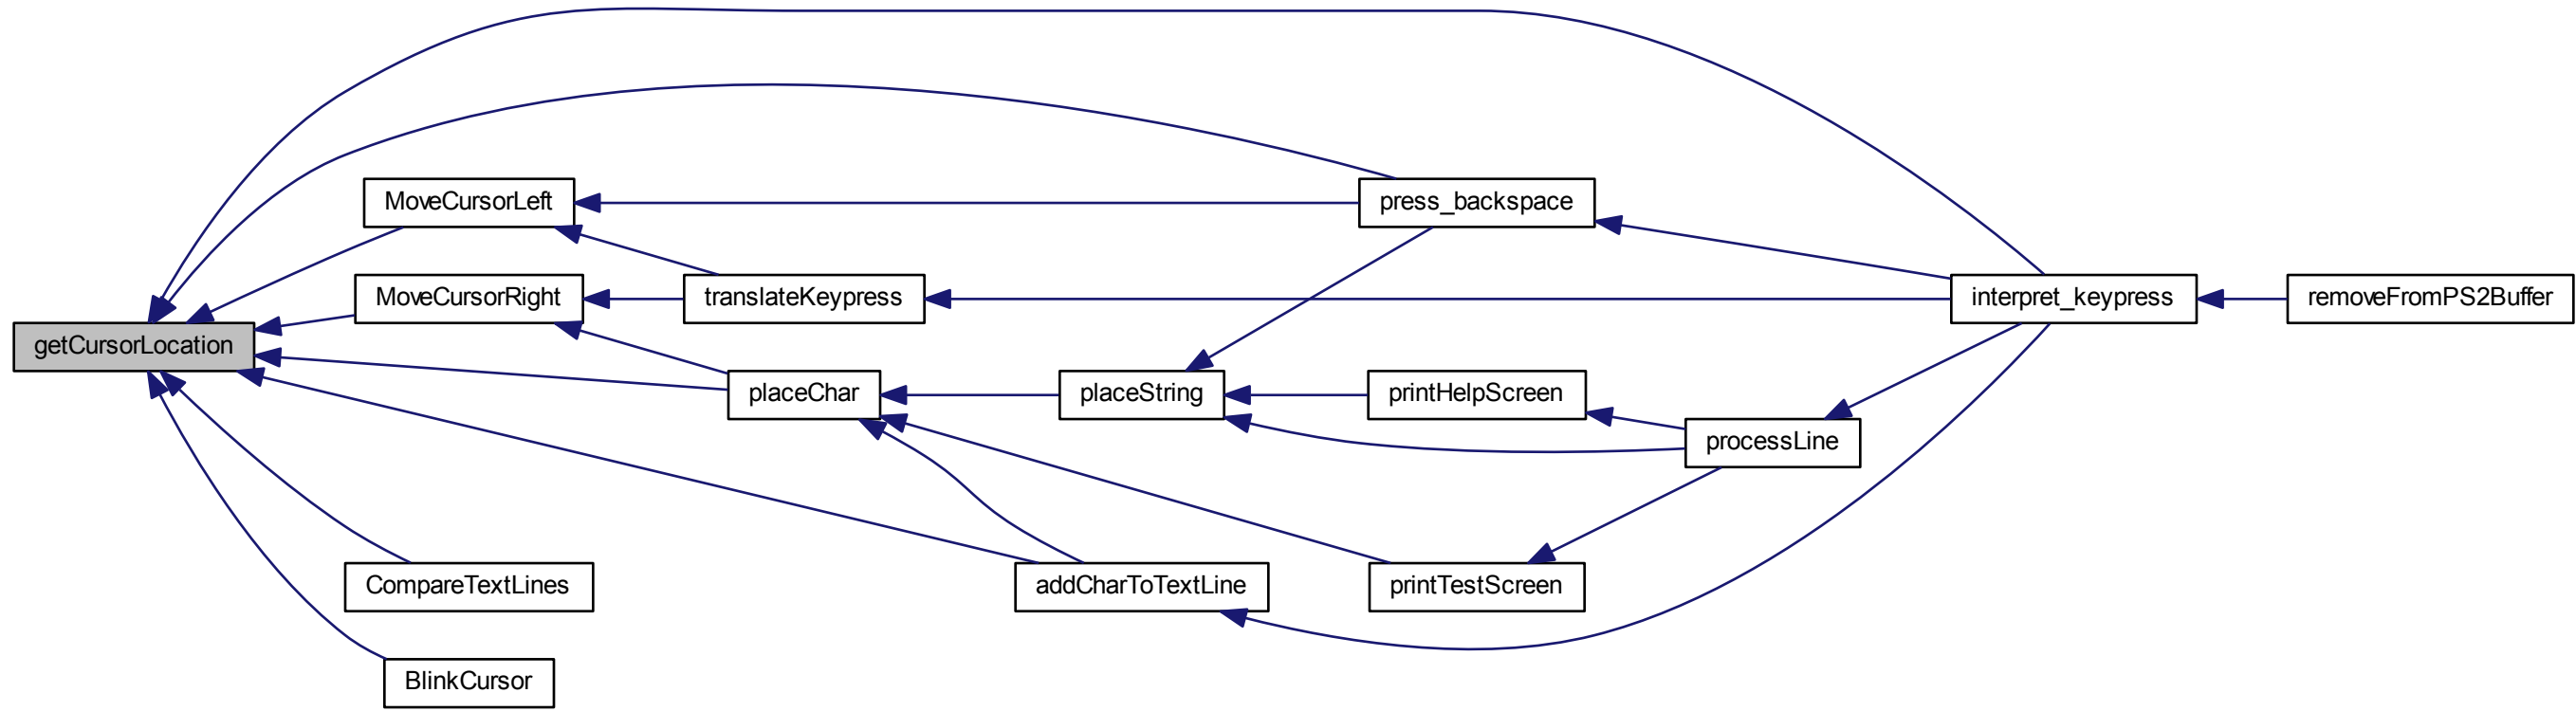 MoveCursorLeft
press_backspace
MoveCursorRight
translateKeypress
interpret_keypress
removeFromPS2Buffer
getCursorLocation
placeChar
placeString
printHelpScreen
processLine
CompareTextLines
addCharToTextLine
printTestScreen
BlinkCursor